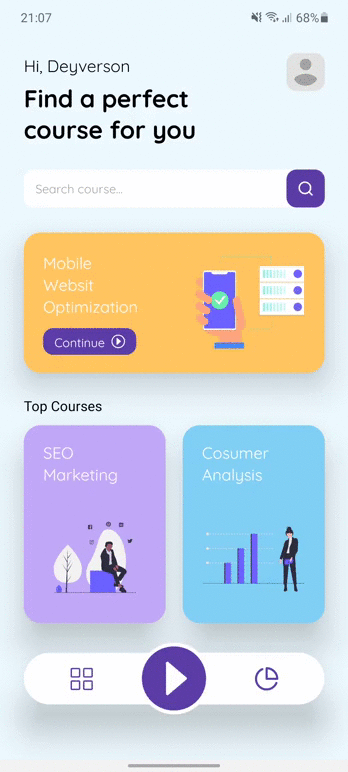 21:07
68%
Hi, Deyverson
Find a perfect
course for you
Search course...
Mobile
Websit
Optimization
Continue
Top Courses
SEO
Marketing
Cosumer
Analysis